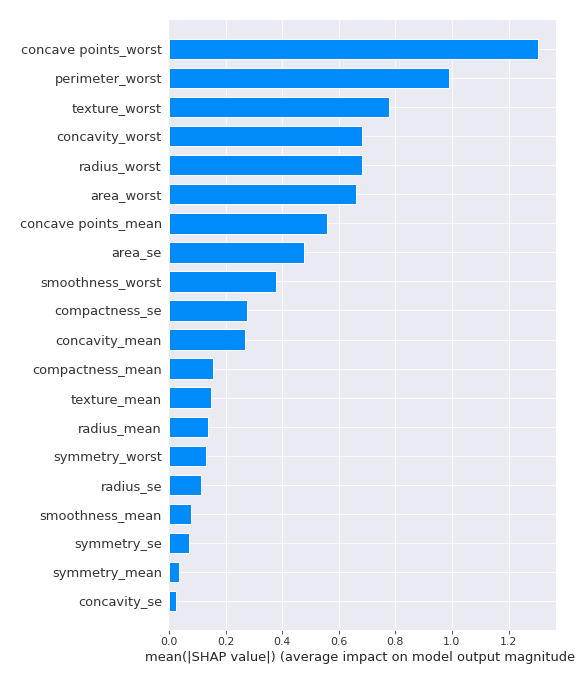 concave points_worst
perimeter_worst
texture_worst
concavity_worst
radius_worst
area_worst
concave points_mean
area_se
smoothness_worst
compactness_se
concavity_mean
compactness_mean
texture_mean
radius_mean
symmetry_worst
radius_se
smoothness_mean
symmetry_se
symmetry_mean
concavity_se
0.0 0.2 0.4 0.6 0.8 1.0 1.2
mean(|SHAP value|) (average impact on model output magnitude